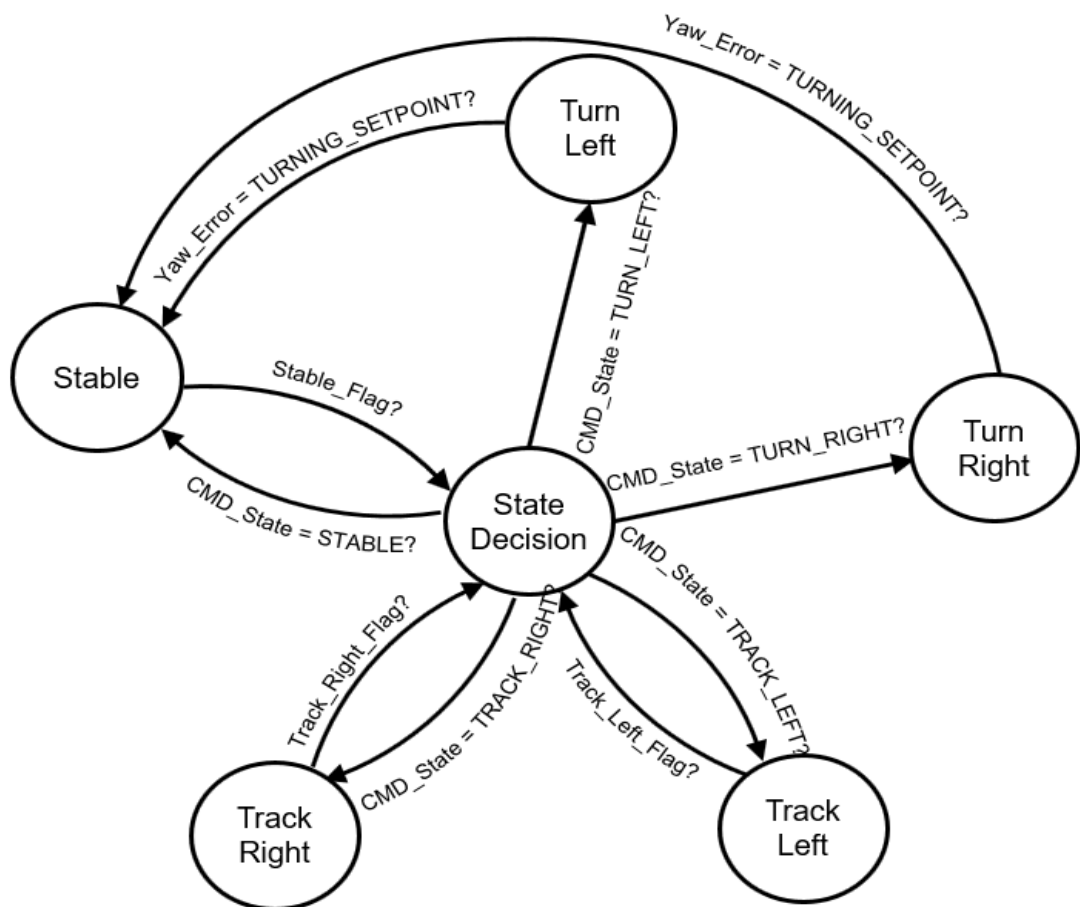 Yaw_Error = TURNING_SETPOINT?
Turn
Left
Yaw_Error = TURNING_SETPOINT?
CMD_State = TURN_LEFT?
Stable
Stable_Flag?
CMD_State = TURN_RIGHT?
Turn
Right
CMD_State = STABLE?
State
Decision
CMD_State = TRACK_LEFT?
Track_Right_Flag?
CMD_State = TRACK_RIGHT?
Track_Left_Flag?
Track
Right
Track
Left